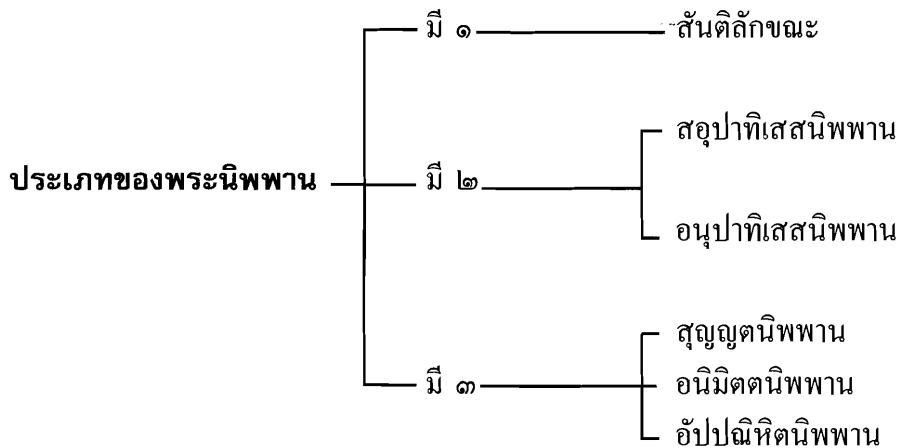 มี ๑ สันติลักขณะ
สอุปาทิเสสนิพพาน
ประเภทของพระนิพพาน มี ๒
อนุปาทิเสสนิพพาน
สุญญตนิพพาน
มี ๓ อนิมิตตนิพพาน
อัปปณิหิตนิพพาน